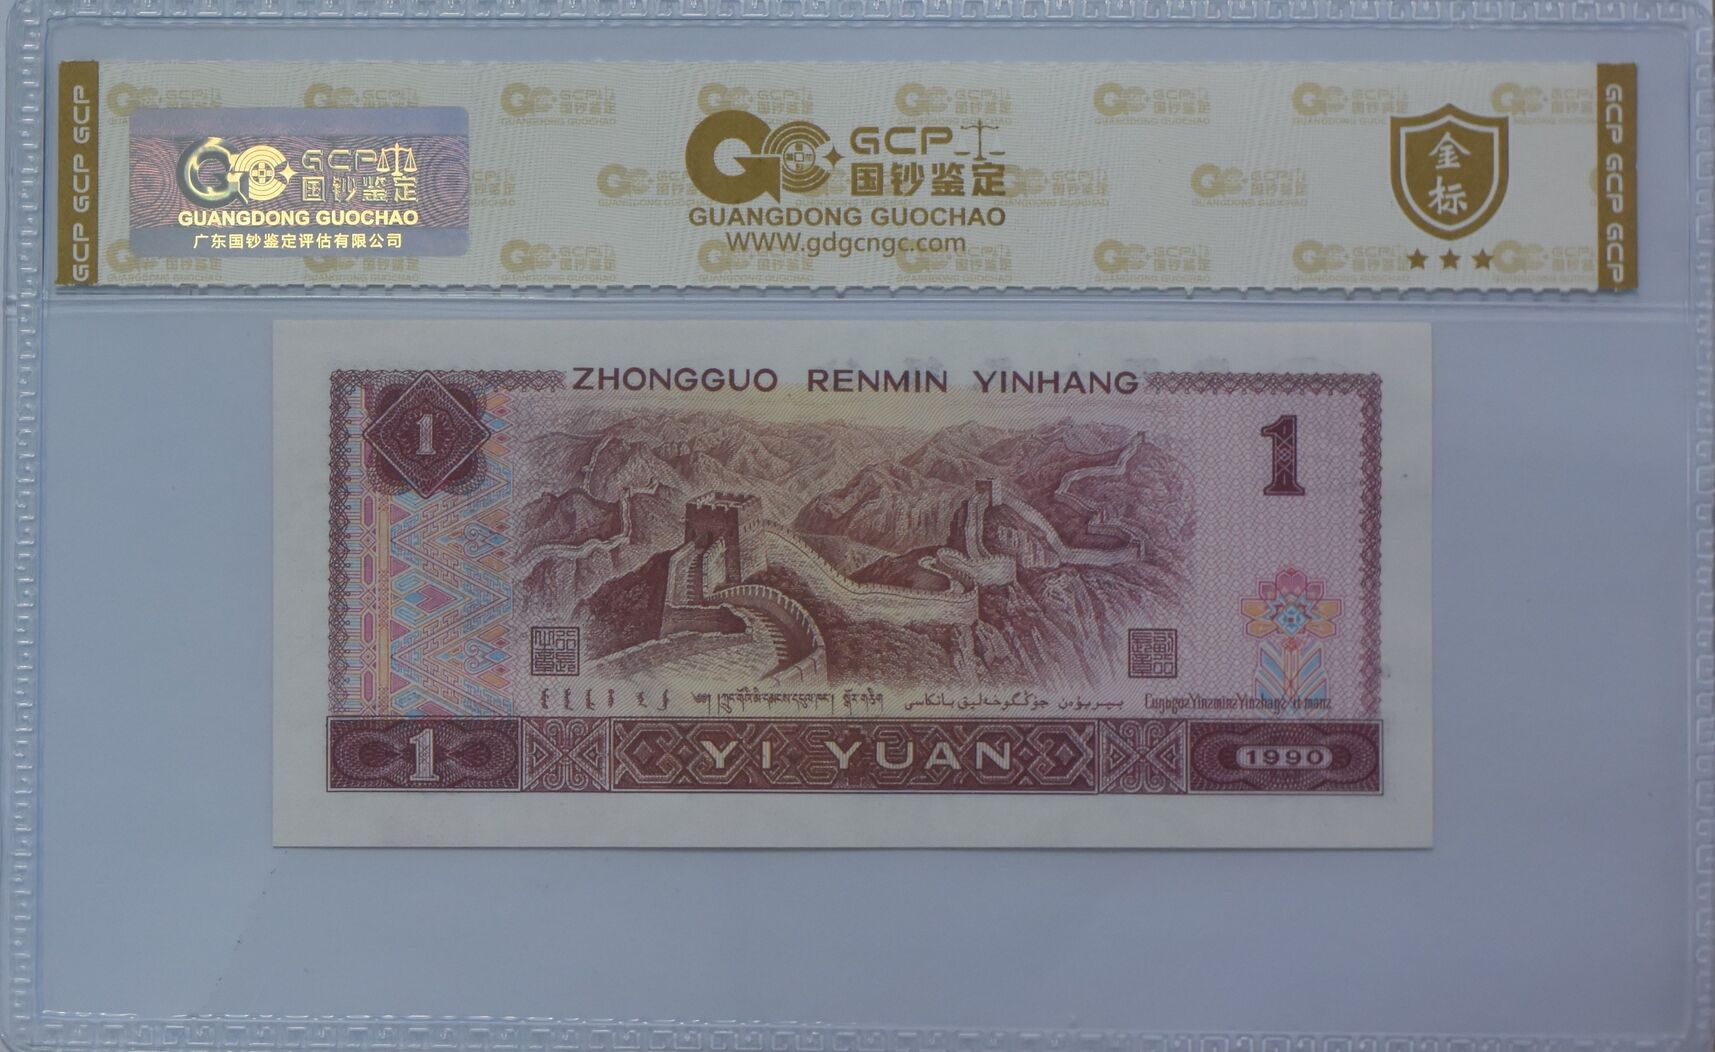 GCP GCP GCP
GCP 国钞鉴定
GUANGDONG GUOCHAO
广东国钞鉴定评估有限公司
GCP
国钞鉴定
GUANGDONG GUOCHAO
WWW.gdgcngc.com
金标
GCP GCP GCP
ZHONGGUO RENMIN YINHANG
1
1
1
YI YUAN
1990